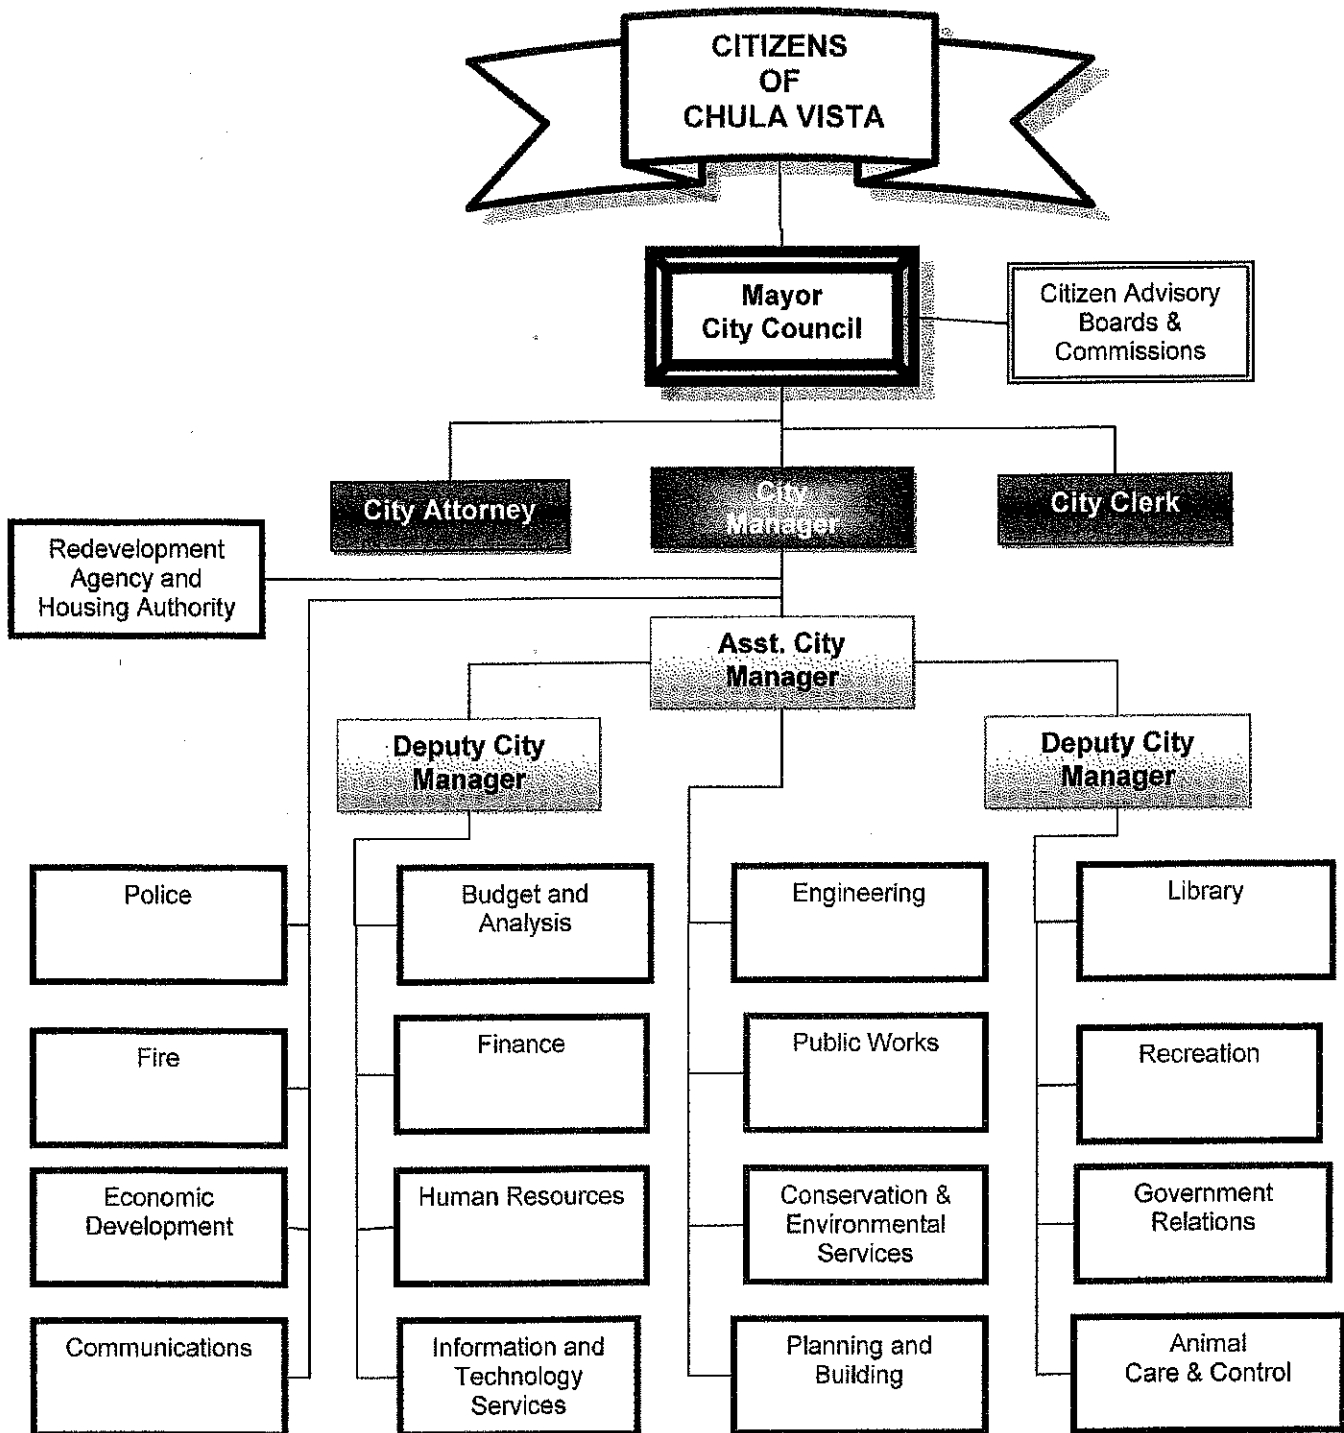 CITIZENS
OF
CHULA VISTA
Mayor
City Council
Citizen Advisory
Boards &
Commissions
City Attorney
City
Manager
City Clerk
Redevelopment
Agency and
Housing Authority
Asst. City
Manager
Deputy City
Manager
Deputy City
Manager
Police
Budget and
Analysis
Engineering
Library
Fire
Finance
Public Works
Recreation
Economic
Development
Human Resources
Conservation &
Environmental
Services
Government
Relations
Communications
Information and
Technology
Services
Planning and
Building
Animal
Care & Control